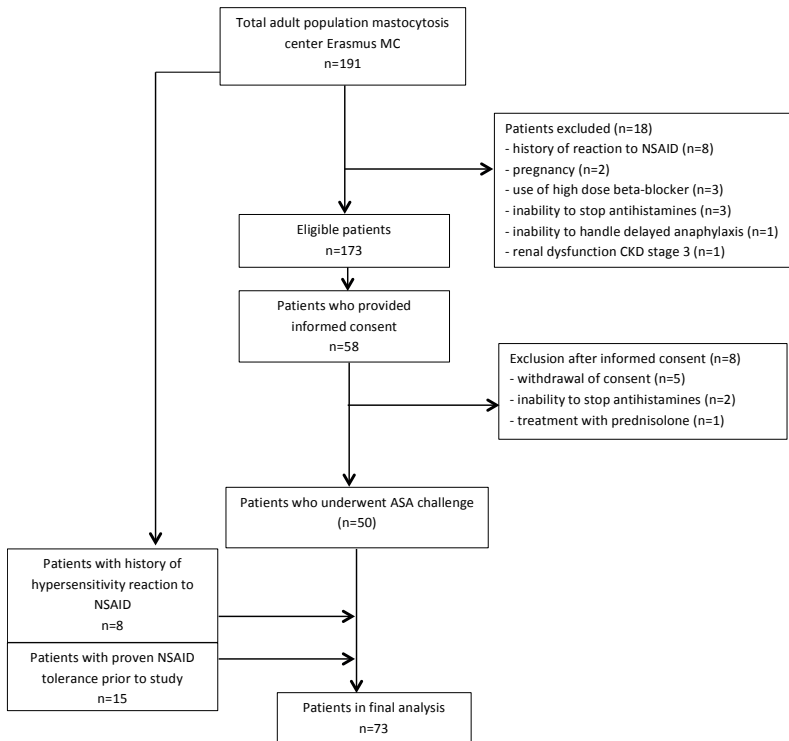 Total adult population mastocytosis
center Erasmus MC
n=191
Patients excluded (n=18)
- history of reaction to NSAID (n=8)
- pregnancy (n=2)
- use of high dose beta-blocker (n=3)
- inability to stop antihistamines (n=3)
- inability to handle delayed anaphylaxis (n=1)
- renal dysfunction CKD stage 3 (n=1)
Eligible patients
n=173
Patients who provided
informed consent
n=58
Exclusion after informed consent (n=8)
- withdrawal of consent (n=5)
- inability to stop antihistamines (n=2)
- treatment with prednisolone (n=1)
Patients who underwent ASA challenge
(n=50)
Patients with history of
hypersensitivity reaction to
NSAID
n=8
Patients with proven NSAID
tolerance prior to study
n=15
Patients in final analysis
n=73